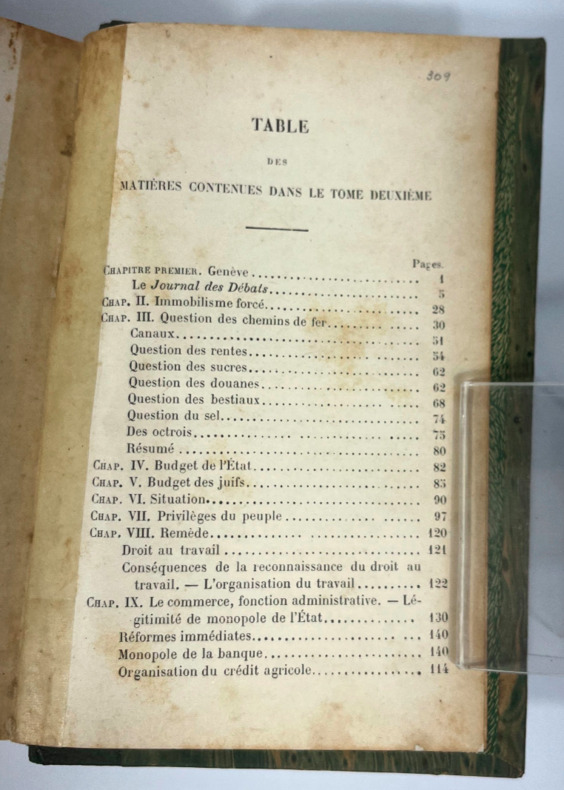 309
TABLE
DES
MATIÈRES CONTENUES DANS LE TOME DEUXIÈME
Pages.
CHAPITRE PREMIER. Genève .......................... 1
Le Journal des Débats.......................... 5
CHAP. II. Immobilisme forcé.......................... 28
CHAP. III. Question des chemins de fer.................. 30
Canaux.......................... 51
Question des rentes.......................... 54
Question des sucres.......................... 62
Question des douanes.......................... 62
Question des bestiaux.......................... 68
Question du sel.......................... 74
Des octrois.......................... 75
Résumé .......................... 80
CHAP. IV. Budget de l'État.......................... 82
CHAP. V. Budget des juifs.......................... 85
CHAP. VI. Situation.......................... 90
CHAP. VII. Privilèges du peuple .................... 97
CHAP. VIII. Remède.......................... 120
Droit au travail .......................... 121
Conséquences de la reconnaissance du droit au
travail. — L'organisation du travail .......... 122
CHAP. IX. Le commerce, fonction administrative. — Lé-
gitimité de monopole de l'État............... 130
Réformes immédiates.......................... 140
Monopole de la banque.......................... 140
Organisation du crédit agricole.................. 114